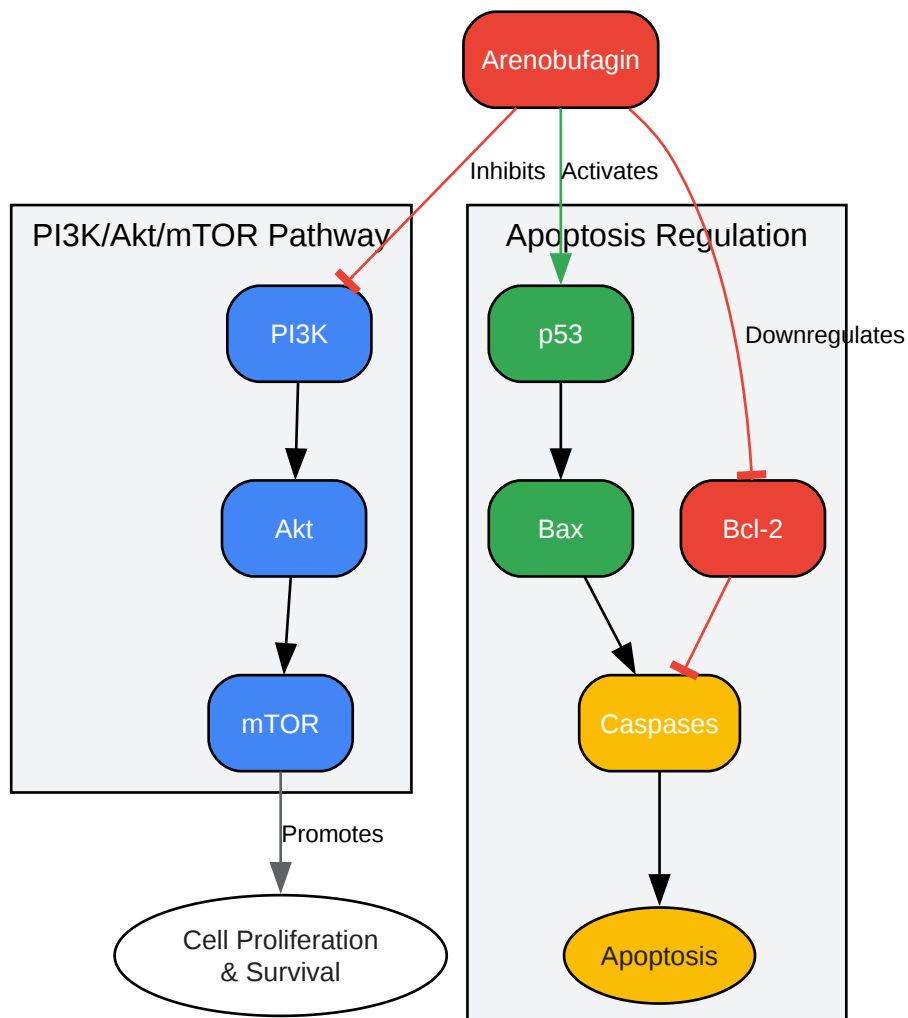 Arenobufagin
Inhibits
Activates
PI3K/Akt/mTOR Pathway
Apoptosis Regulation
PI3K
p53
Downregulates
Akt
Bax
Bcl-2
mTOR
Caspases
Promotes
Cell Proliferation
& Survival
Apoptosis